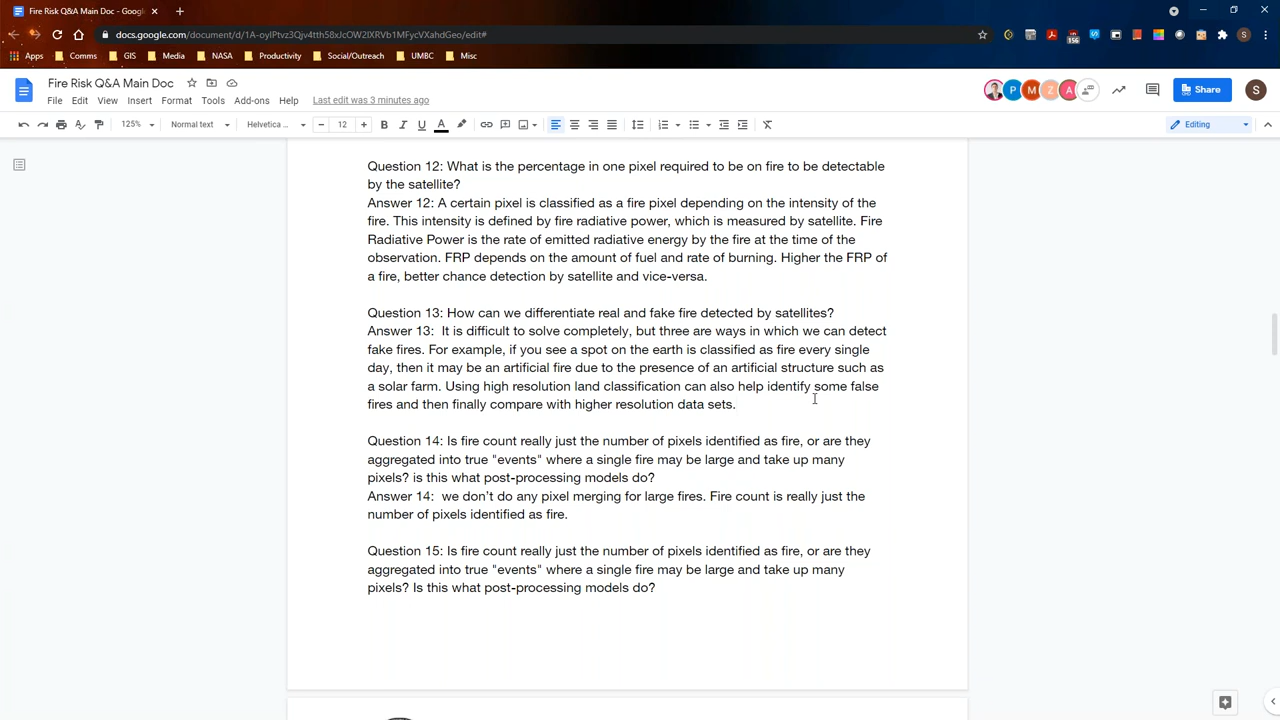 Fire Risk Q&A Main Doc - Googl
docs.google.com/document/d/1A-oyIPtvz3Qjv4tth58xJcOW2IXRVb1MFycVXahdGeo/edit#
156
S
Apps Comms GIS Media NASA Productivity Social/Outreach UMBC Misc
Fire Risk Q&A Main Doc
P M Z A Share S
File Edit View Insert Format Tools Add-ons Help Last edit was 3 minutes ago
125% Normal text Helvetica ... 12 B I U A Editing
Question 12: What is the percentage in one pixel required to be on fire to be detectable
by the satellite?
Answer 12: A certain pixel is classified as a fire pixel depending on the intensity of the
fire. This intensity is defined by fire radiative power, which is measured by satellite. Fire
Radiative Power is the rate of emitted radiative energy by the fire at the time of the
observation. FRP depends on the amount of fuel and rate of burning. Higher the FRP of
a fire, better chance detection by satellite and vice-versa.
Question 13: How can we differentiate real and fake fire detected by satellites?
Answer 13: It is difficult to solve completely, but three are ways in which we can detect
fake fires. For example, if you see a spot on the earth is classified as fire every single
day, then it may be an artificial fire due to the presence of an artificial structure such as
a solar farm. Using high resolution land classification can also help identify some false
fires and then finally compare with higher resolution data sets.
Question 14: Is fire count really just the number of pixels identified as fire, or are they
aggregated into true "events" where a single fire may be large and take up many
pixels? is this what post-processing models do?
Answer 14: we don't do any pixel merging for large fires. Fire count is really just the
number of pixels identified as fire.
Question 15: Is fire count really just the number of pixels identified as fire, or are they
aggregated into true "events" where a single fire may be large and take up many
pixels? Is this what post-processing models do?